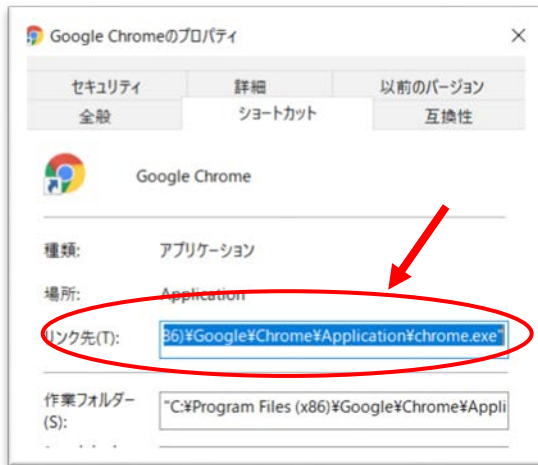 Google Chromeのプロパティ
セキュリティ
詳細
以前のバージョン
全般
ショートカット
互換性
Google Chrome
種類:
アプリケーション
場所:
Application
リンク先(T):
86)¥Google¥Chrome¥Application¥chrome.exe"
作業フォルダー
(S):
"C:¥Program Files (x86)¥Google¥Chrome¥Appli